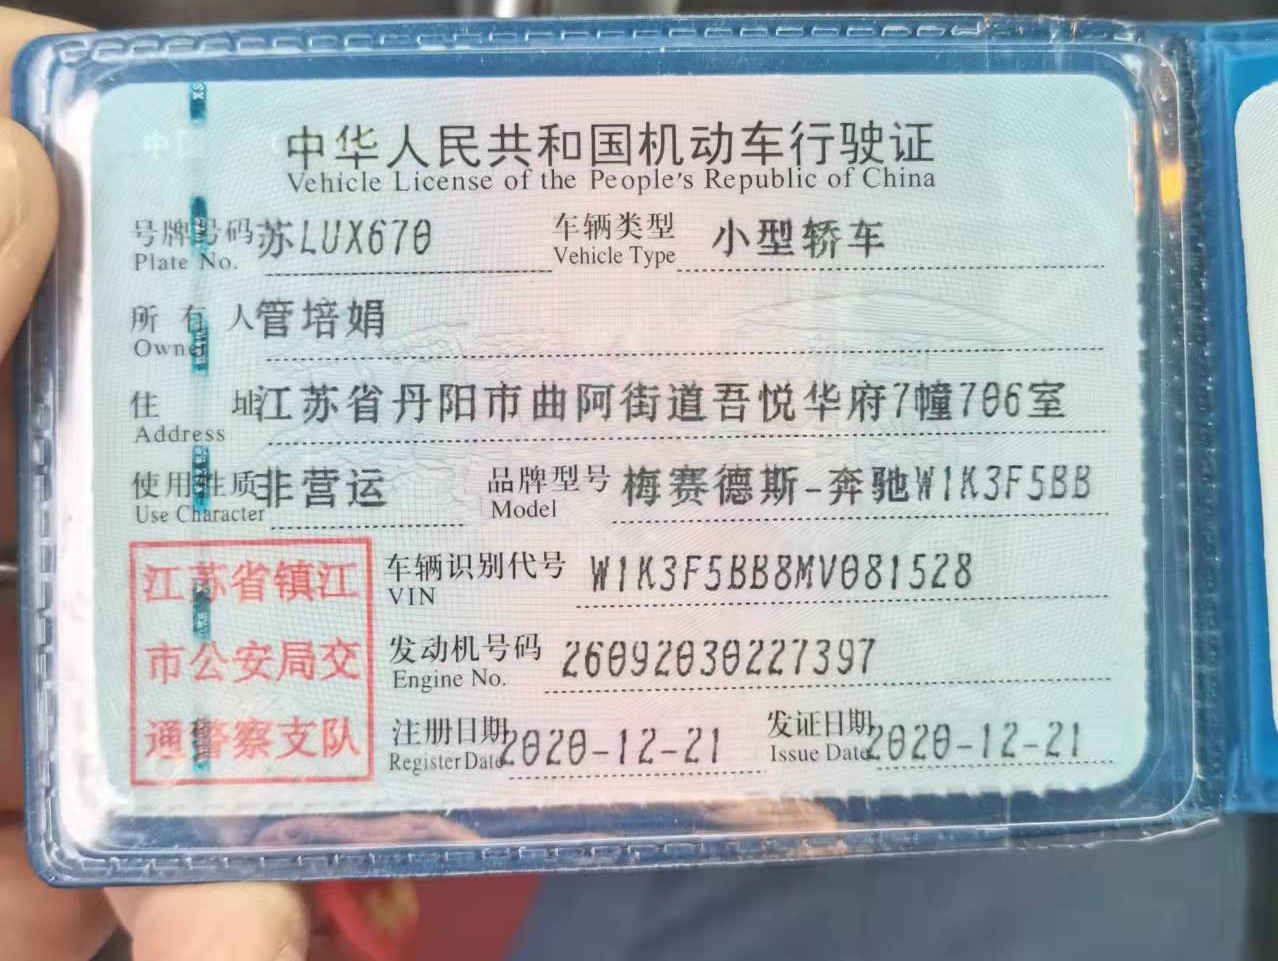 中华人民共和国机动车行驶证
Vehicle License of the People's Republic of China
号牌号码 苏LUX670 车辆类型 小型轿车
Plate No. Vehicle Type
所有人 管培娟
Owner
住址 江苏省丹阳市曲阿街道吾悦华府7幢706室
Address
使用性质 非营运 品牌型号 梅赛德斯-奔驰W1K3F5BB
Use Character Model
江苏省镇江
市公安局交
通警察支队
车辆识别代号 W1K3F5BB8MV081528
VIN
发动机号码 26092030227397
Engine No.
注册日期 2020-12-21 发证日期 2020-12-21
Register Date Issue Date